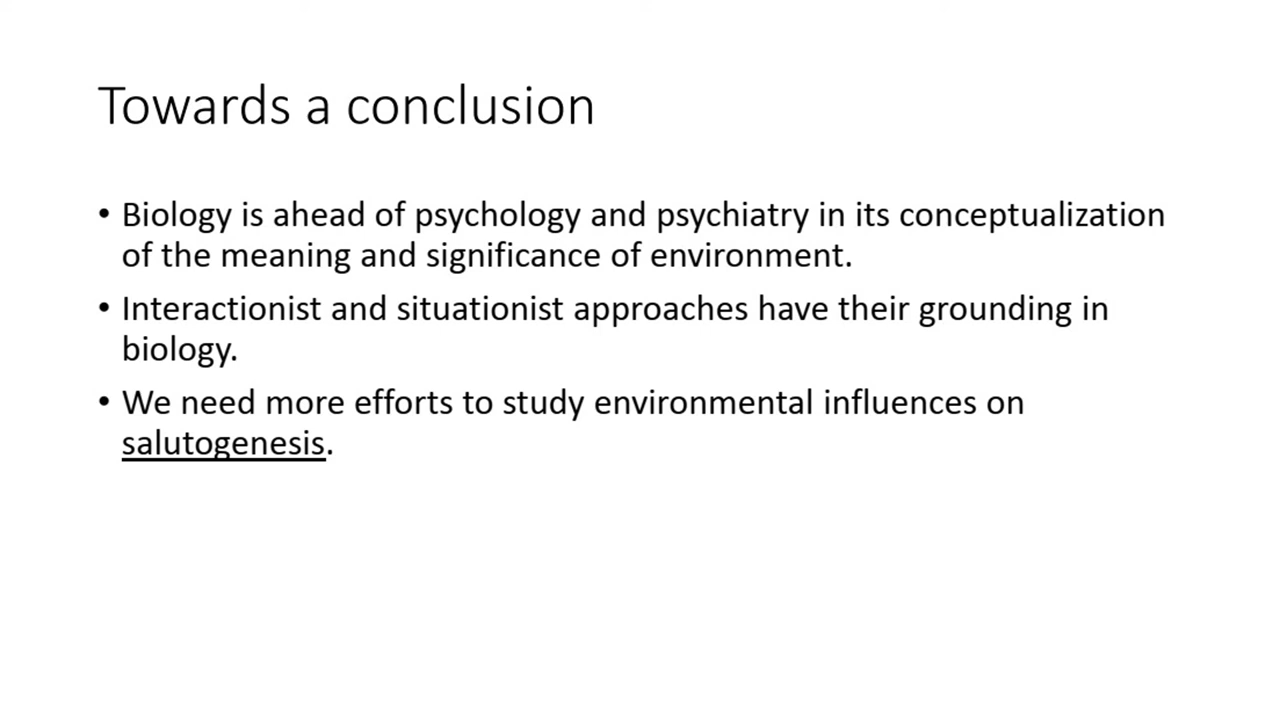 Towards a conclusion
• Biology is ahead of psychology and psychiatry in its conceptualization
of the meaning and significance of environment.
• Interactionist and situationist approaches have their grounding in
biology.
• We need more efforts to study environmental influences on
salutogenesis.